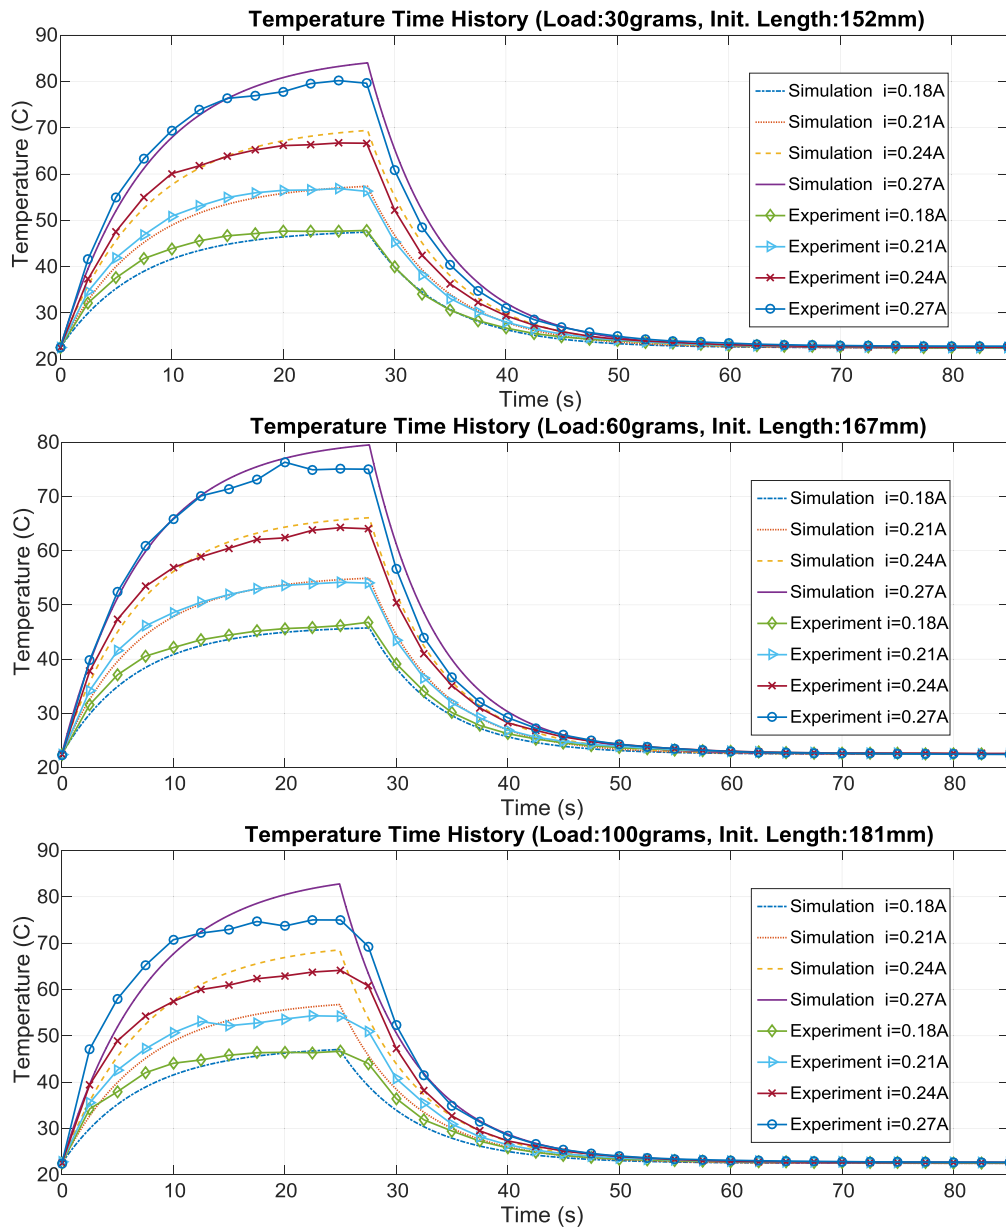 Temperature Time History (Load:30grams, Init. Length:152mm)
90
80
70
60
50
40
30
20
Temperature (C)
0 10 20 30 40 50 60 70 80
Time (s)
Simulation i=0.18A
Simulation i=0.21A
Simulation i=0.24A
Simulation i=0.27A
Experiment i=0.18A
Experiment i=0.21A
Experiment i=0.24A
Experiment i=0.27A
Temperature Time History (Load:60grams, Init. Length:167mm)
80
70
60
50
40
30
20
Temperature (C)
0 10 20 30 40 50 60 70 80
Time (s)
Simulation i=0.18A
Simulation i=0.21A
Simulation i=0.24A
Simulation i=0.27A
Experiment i=0.18A
Experiment i=0.21A
Experiment i=0.24A
Experiment i=0.27A
Temperature Time History (Load:100grams, Init. Length:181mm)
90
80
70
60
50
40
30
20
Temperature (C)
0 10 20 30 40 50 60 70 80
Time (s)
Simulation i=0.18A
Simulation i=0.21A
Simulation i=0.24A
Simulation i=0.27A
Experiment i=0.18A
Experiment i=0.21A
Experiment i=0.24A
Experiment i=0.27A